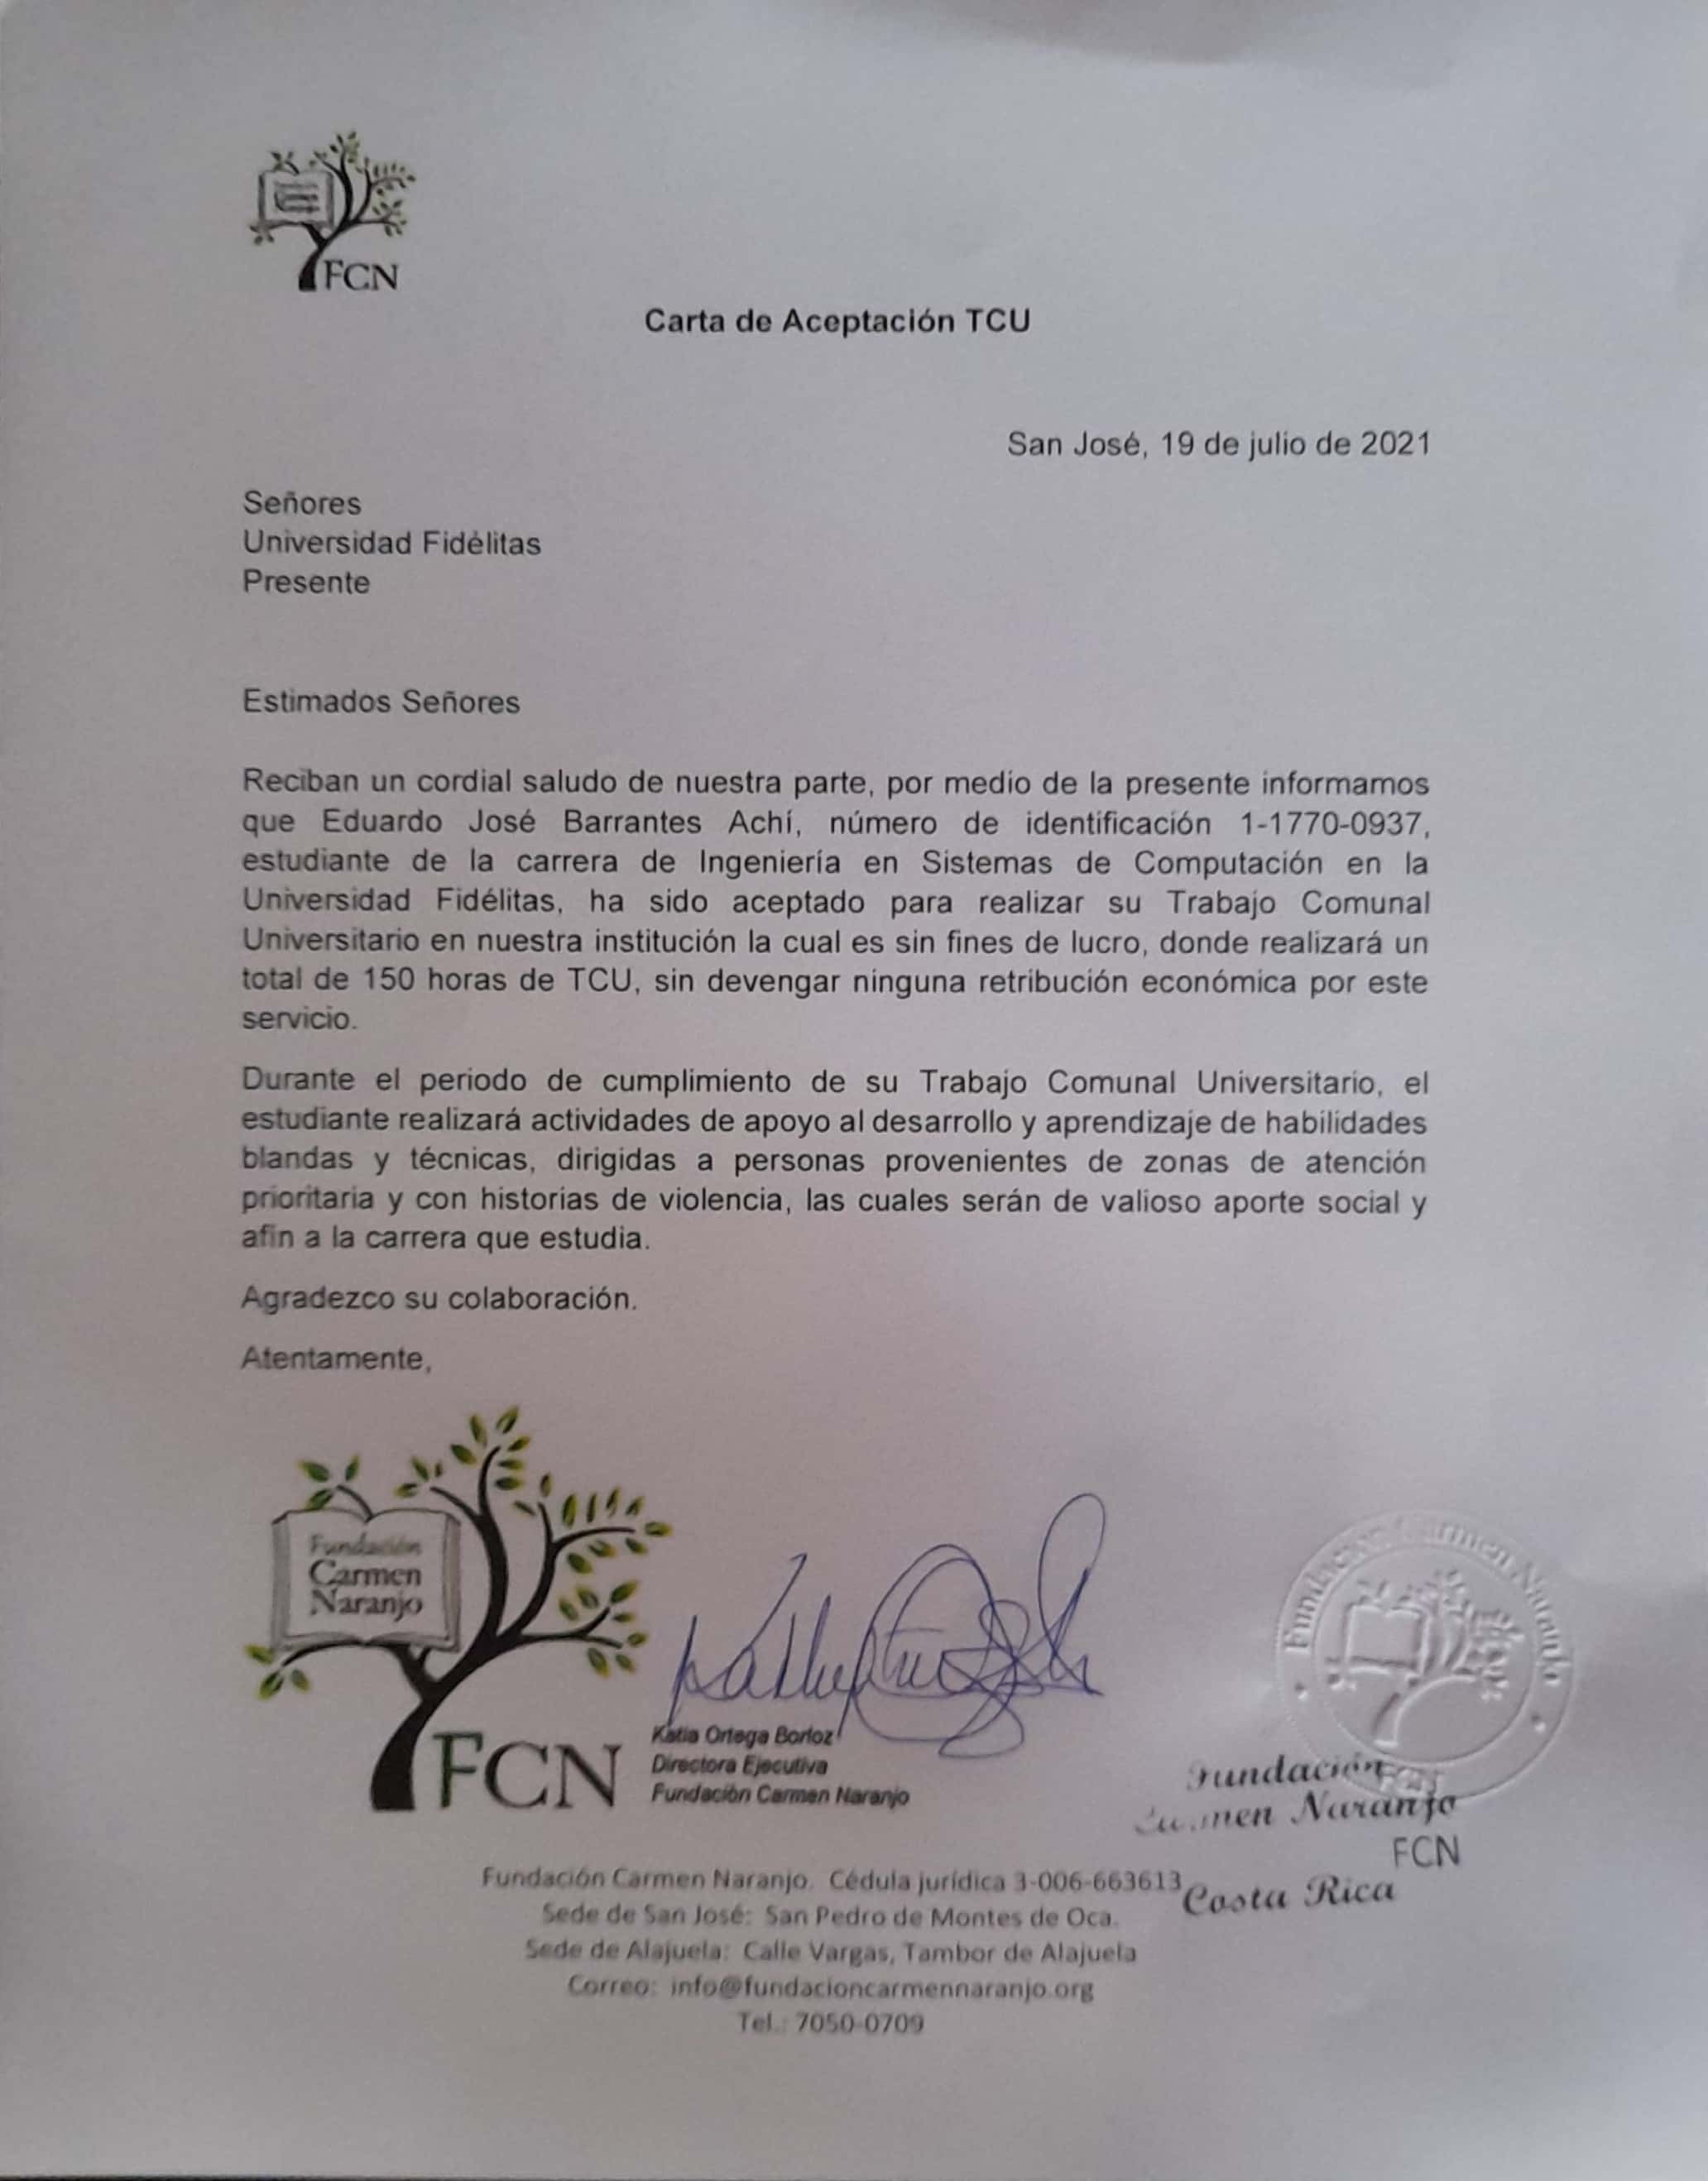 FCN
Carta de Aceptación TCU
San José, 19 de julio de 2021
Señores
Universidad Fidélitas
Presente
Estimados Señores
Reciban un cordial saludo de nuestra parte, por medio de la presente informamos
que Eduardo José Barrantes Achí, número de identificación 1-1770-0937,
estudiante de la carrera de Ingeniería en Sistemas de Computación en la
Universidad Fidélitas, ha sido aceptado para realizar su Trabajo Comunal
Universitario en nuestra institución la cual es sin fines de lucro, donde realizará un
total de 150 horas de TCU, sin devengar ninguna retribución económica por este
servicio.
Durante el periodo de cumplimiento de su Trabajo Comunal Universitario, el
estudiante realizará actividades de apoyo al desarrollo y aprendizaje de habilidades
blandas y técnicas, dirigidas a personas provenientes de zonas de atención
prioritaria y con historias de violencia, las cuales serán de valioso aporte social y
afin a la carrera que estudia.
Agradezco su colaboración.
Atentamente,
Fundación
Carmen
Naranjo
FCN
Katia Ortega Borloz
Directora Ejecutiva
Fundación Carmen Naranjo
Fundación Carmen Naranjo
FCN
Fundación
Carmen Naranjo
FCN
Costa Rica
Fundación Carmen Naranjo. Cédula jurídica 3-006-663613
Sede de San José: San Pedro de Montes de Oca.
Sede de Alajuela: Calle Vargas, Tambor de Alajuela
Correo: info@fundacioncarmennaranjo.org
Tel.: 7050-0709